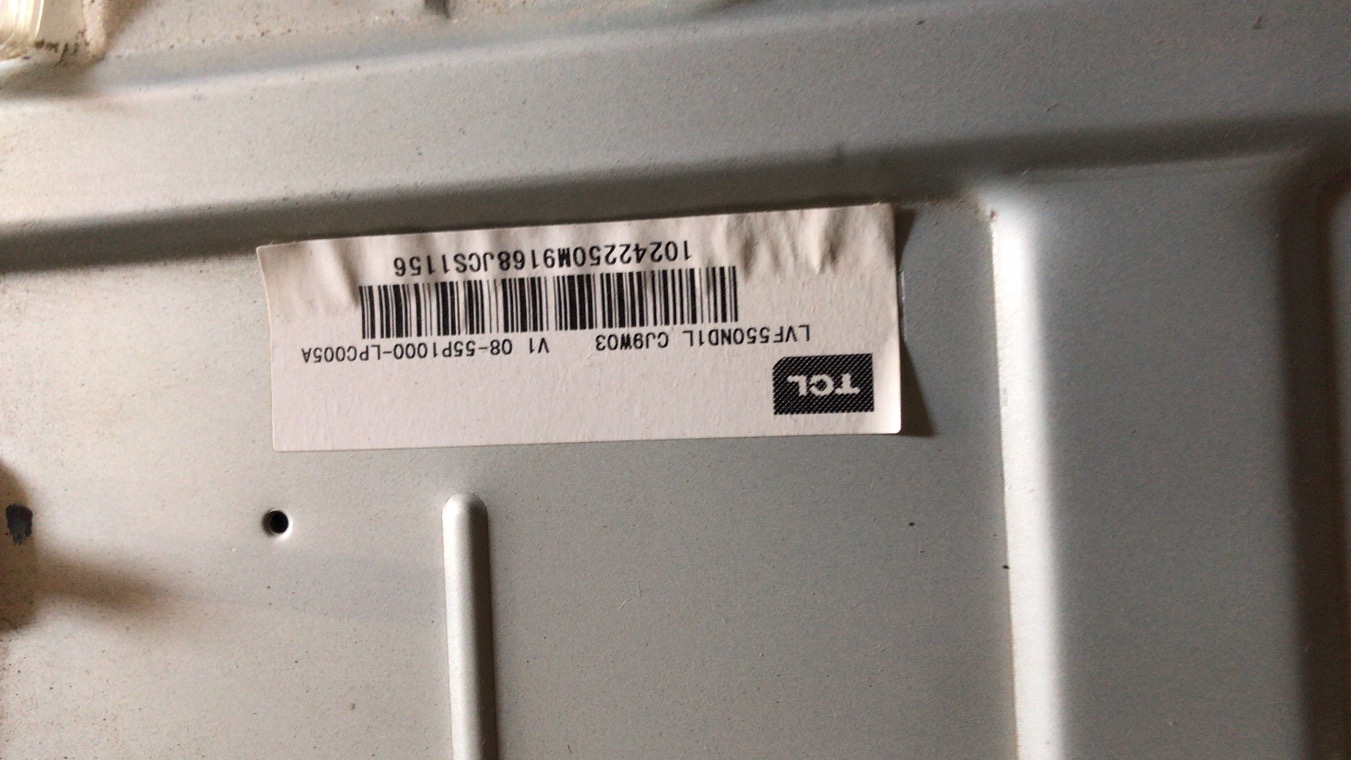 TCL
LVF550ND1L CJ9W03 V1 08-55P1000-LPC005A
10242250M9168JCS1156